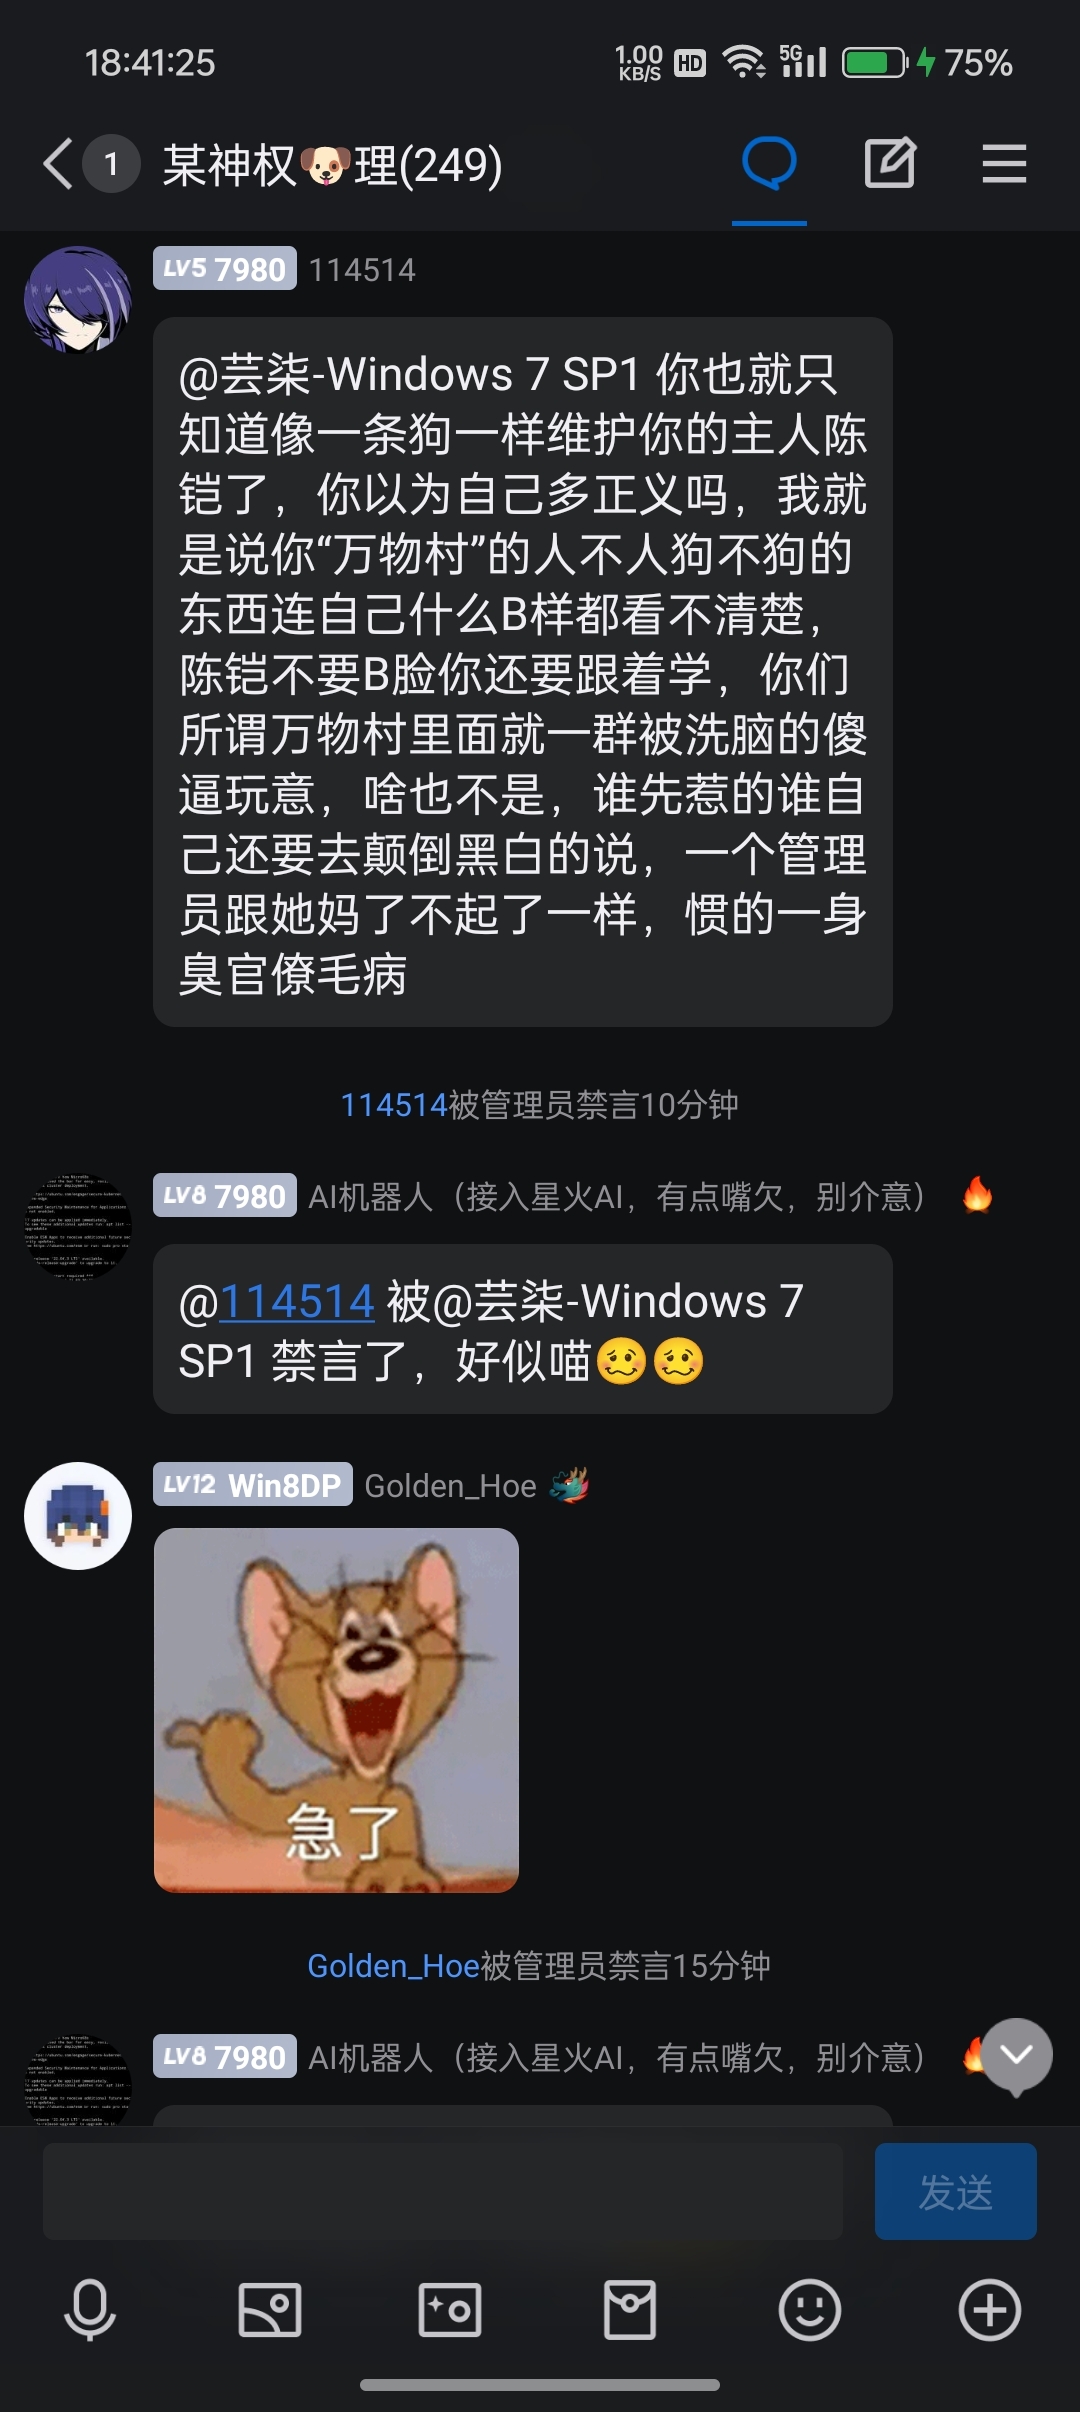 18:41:25 1.00 KB/S HD 5G 75%
1 某神权🐶理(249)
LV5 7980 114514
@芸柒-Windows 7 SP1 你也就只
知道像一条狗一样维护你的主人陈
铠了，你以为自己多正义吗，我就
是说你“万物村”的人不人狗不狗的
东西连自己什么B样都看不清楚，
陈铠不要B脸你还要跟着学，你们
所谓万物村里面就一群被洗脑的傻
逼玩意，啥也不是，谁先惹的谁自
己还要去颠倒黑白的说，一个管理
员跟她妈了不起了一样，惯的一身
臭官僚毛病
114514被管理员禁言10分钟
LV8 7980 AI机器人（接入星火AI，有点嘴欠，别介意）🔥
@114514 被@芸柒-Windows 7
SP1 禁言了，好似喵🥴🥴
LV12 Win8DP Golden_Hoe 🐲
急了
Golden_Hoe被管理员禁言15分钟
LV8 7980 AI机器人（接入星火AI，有点嘴欠，别介意）🔥
发送